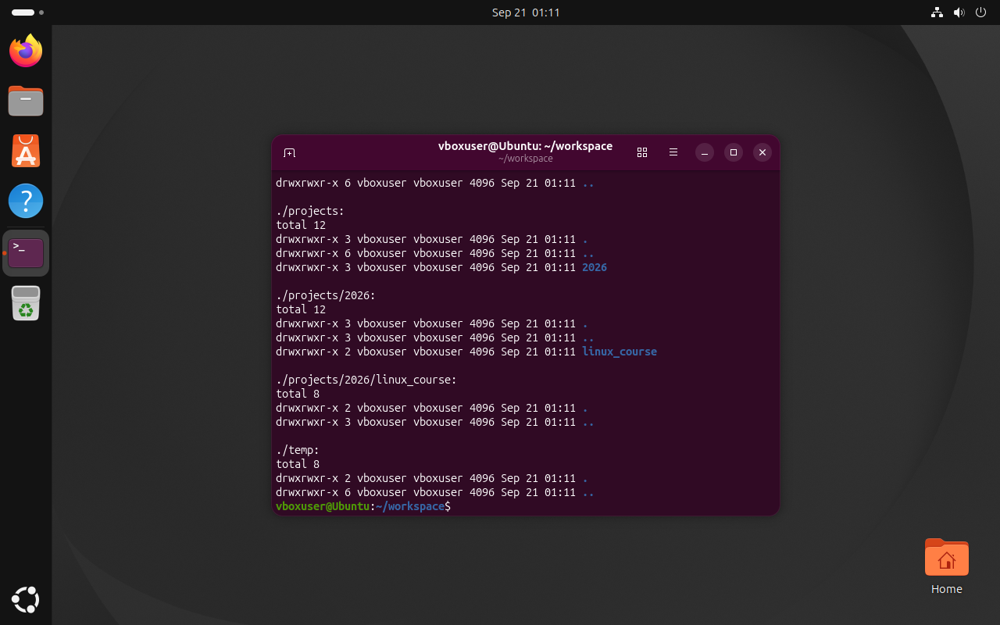 Sep 21 01:11
vboxuser@Ubuntu: ~/workspace
~/workspace
drwxrwxr-x 6 vboxuser vboxuser 4096 Sep 21 01:11 ..
./projects:
total 12
drwxrwxr-x 3 vboxuser vboxuser 4096 Sep 21 01:11 .
drwxrwxr-x 6 vboxuser vboxuser 4096 Sep 21 01:11 ..
drwxrwxr-x 3 vboxuser vboxuser 4096 Sep 21 01:11 2026
./projects/2026:
total 12
drwxrwxr-x 3 vboxuser vboxuser 4096 Sep 21 01:11 .
drwxrwxr-x 3 vboxuser vboxuser 4096 Sep 21 01:11 ..
drwxrwxr-x 2 vboxuser vboxuser 4096 Sep 21 01:11 linux_course
./projects/2026/linux_course:
total 8
drwxrwxr-x 2 vboxuser vboxuser 4096 Sep 21 01:11 .
drwxrwxr-x 3 vboxuser vboxuser 4096 Sep 21 01:11 ..
./temp:
total 8
drwxrwxr-x 2 vboxuser vboxuser 4096 Sep 21 01:11 .
drwxrwxr-x 6 vboxuser vboxuser 4096 Sep 21 01:11 ..
vboxuser@Ubuntu:~/workspace$
Home